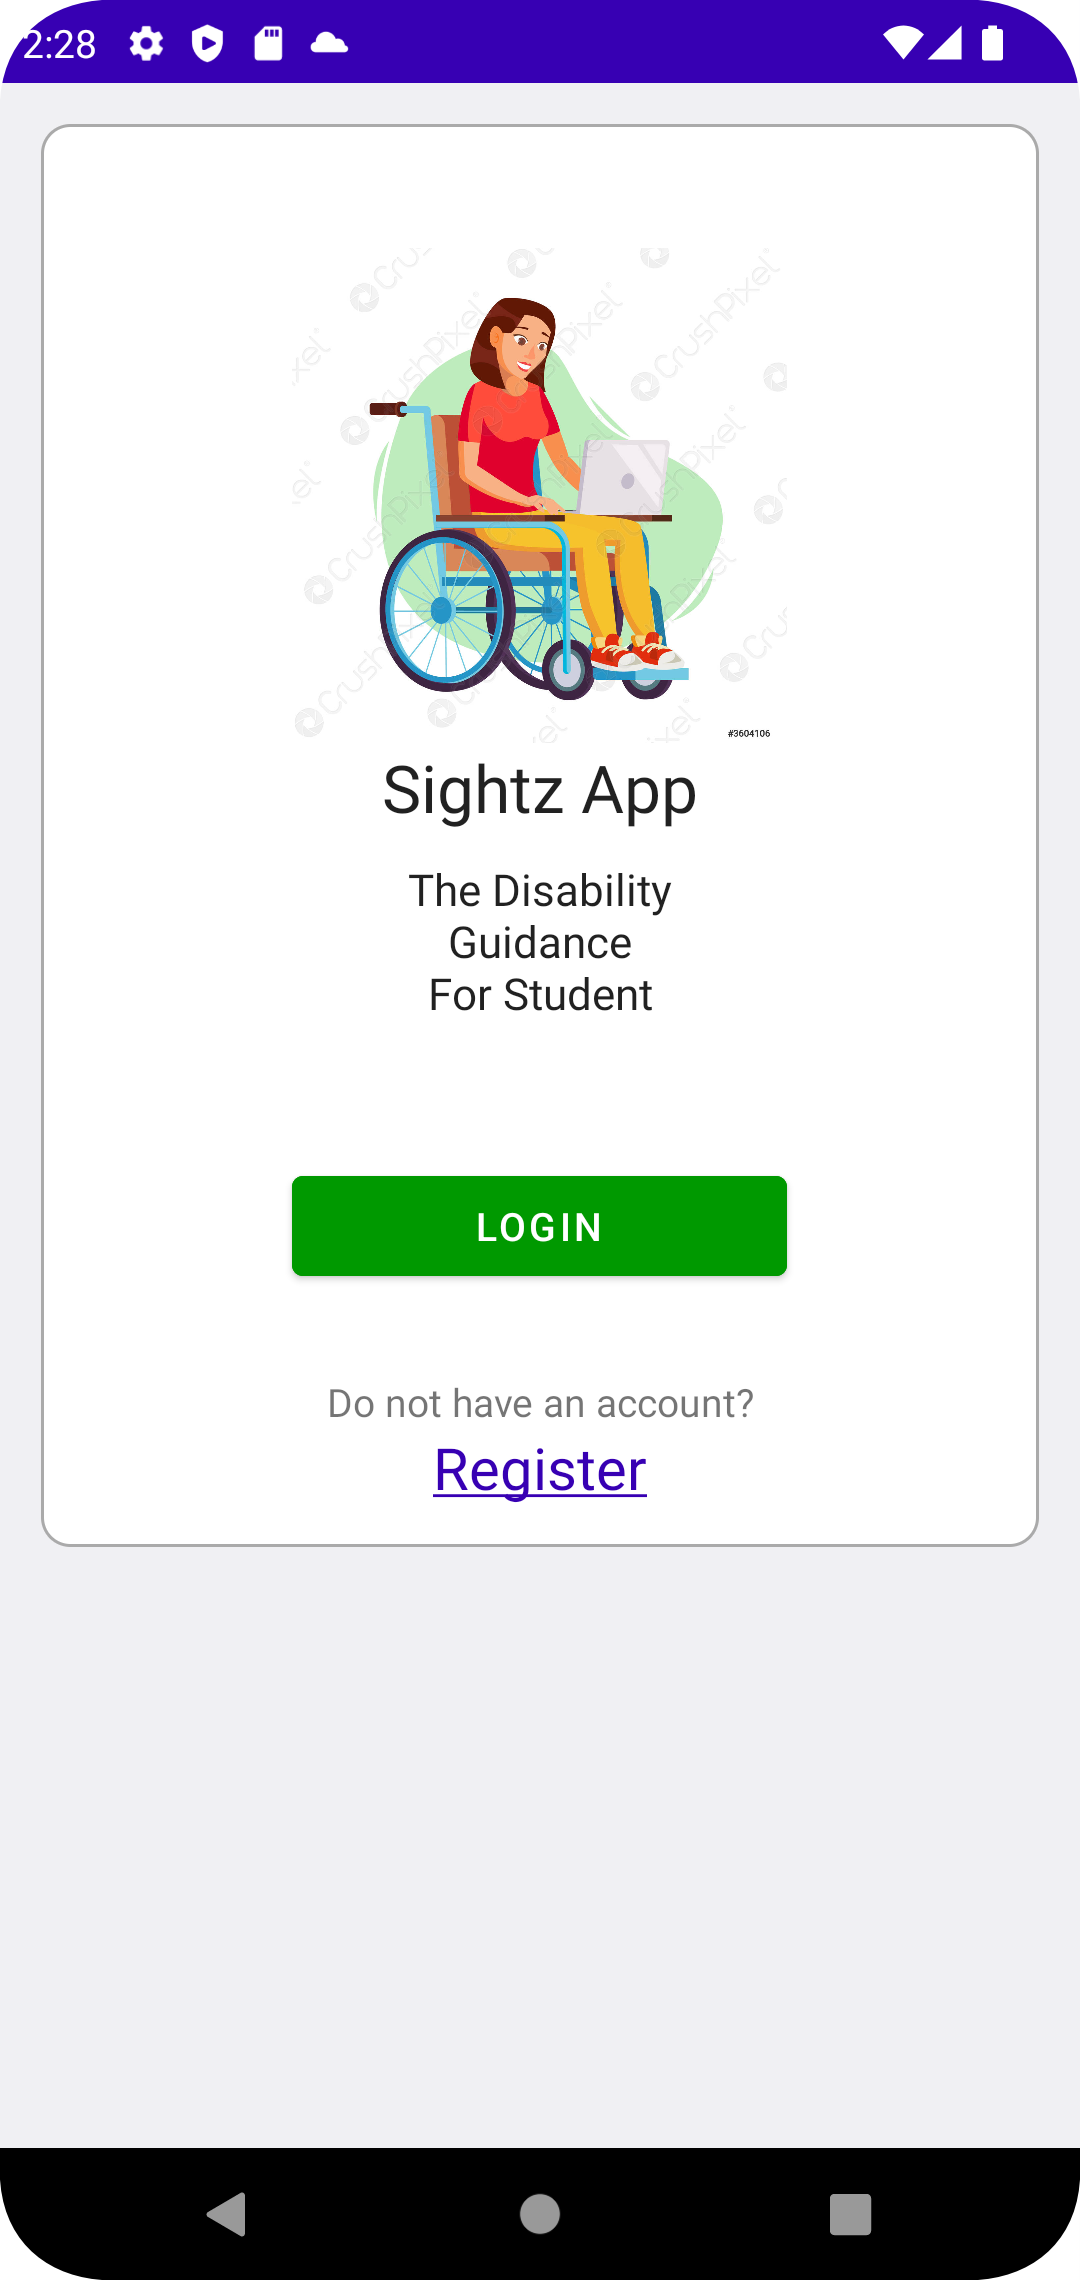 2:28
CrushPixel
#3604106
Sightz App
The Disability
Guidance
For Student
LOGIN
Do not have an account?
Register